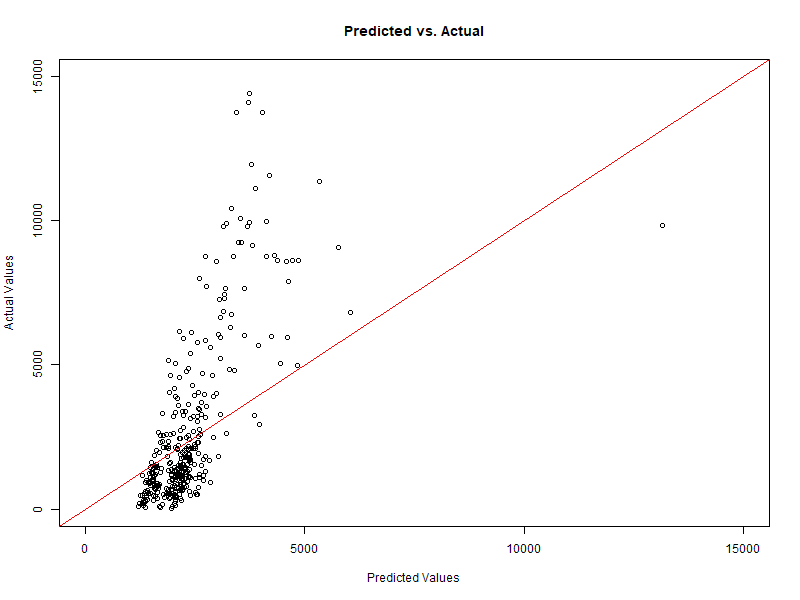 Predicted vs. Actual
15000
10000
5000
0
Actual Values
0 5000 10000 15000
Predicted Values